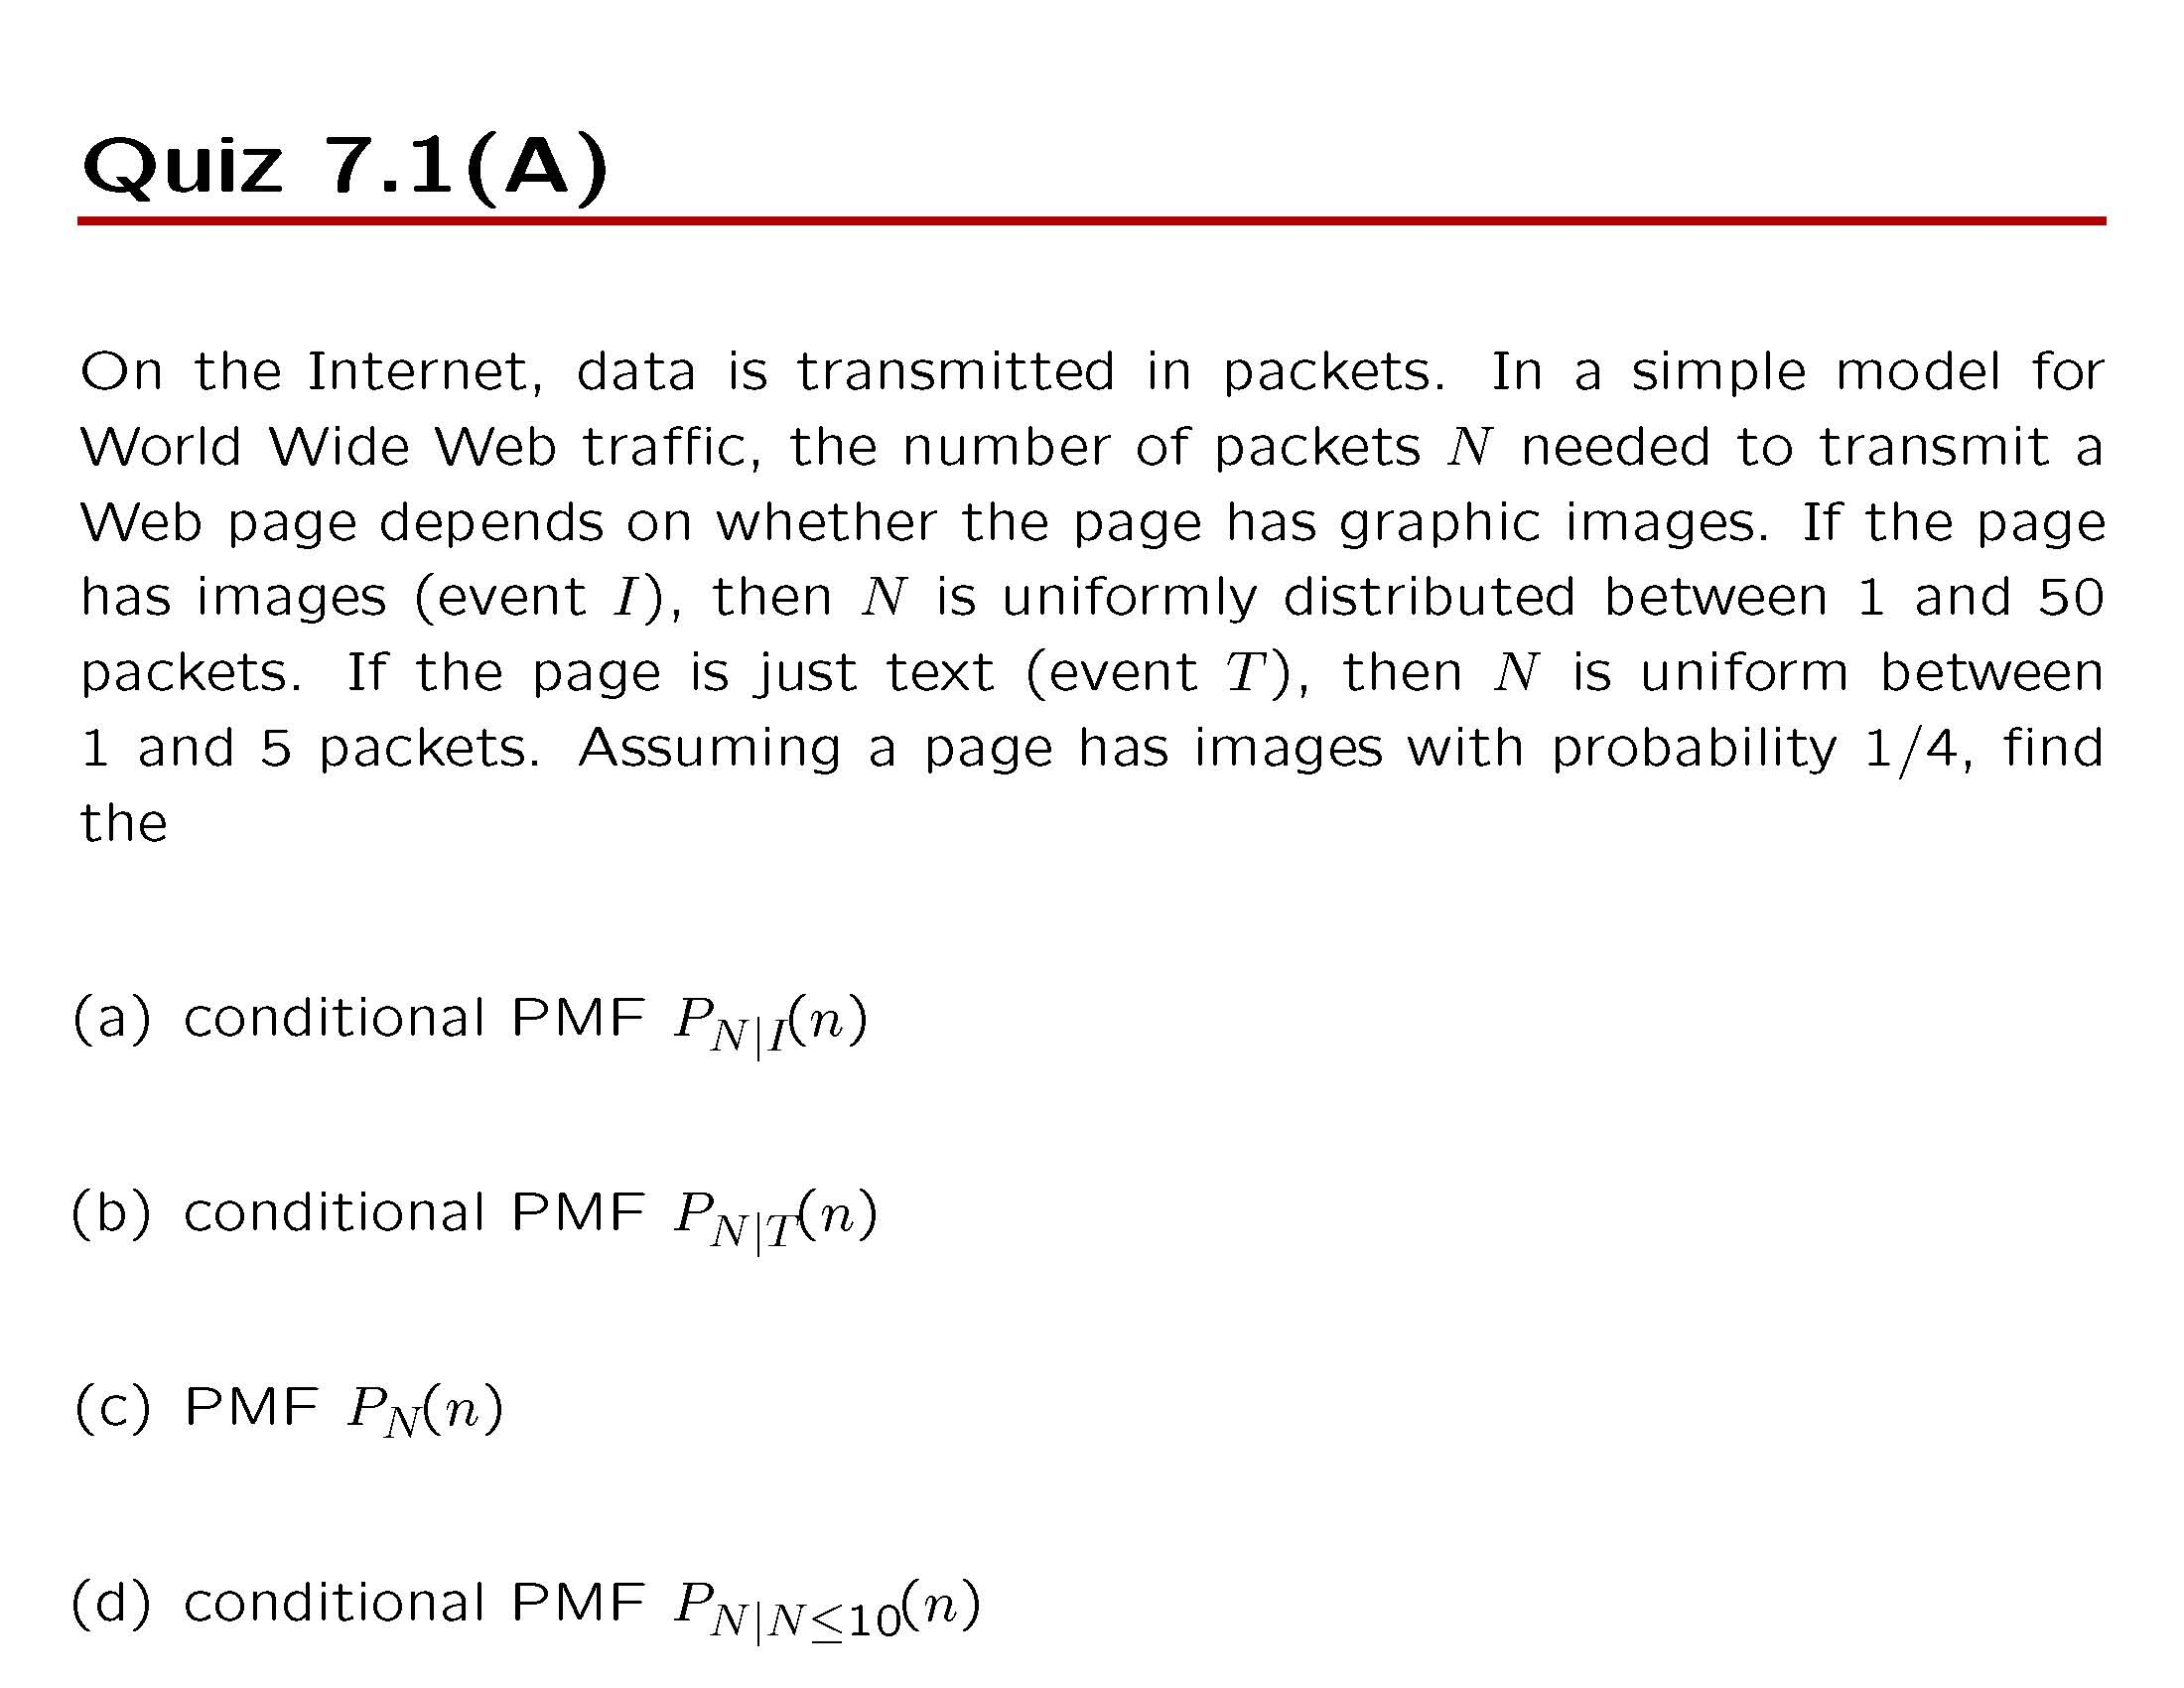 Quiz 7.1(A)
On the Internet, data is transmitted in packets. In a simple model for
World Wide Web traffic, the number of packets N needed to transmit a
Web page depends on whether the page has graphic images. If the page
has images (event I), then N is uniformly distributed between 1 and 50
packets. If the page is just text (event T), then N is uniform between
1 and 5 packets. Assuming a page has images with probability 1/4, find
the
(a) conditional PMF P_{N|I}(n)
(b) conditional PMF P_{N|T}(n)
(c) PMF P_N(n)
(d) conditional PMF P_{N|N≤10}(n)